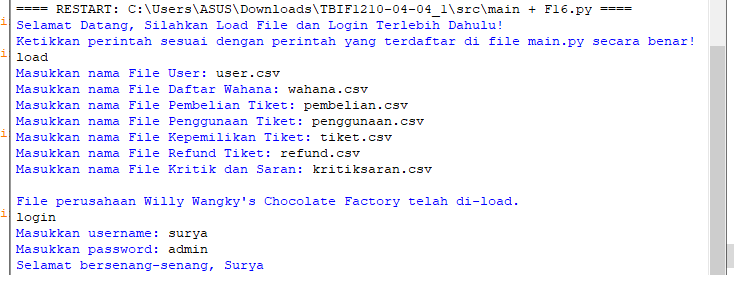 ==== RESTART: C:\Users\ASUS\Downloads\TBIF1210-04-04_1\src\main + F16.py ====
Selamat Datang, Silahkan Load File dan Login Terlebih Dahulu!
Ketikkan perintah sesuai dengan perintah yang terdaftar di file main.py secara benar!
load
Masukkan nama File User: user.csv
Masukkan nama File Daftar Wahana: wahana.csv
Masukkan nama File Pembelian Tiket: pembelian.csv
Masukkan nama File Penggunaan Tiket: penggunaan.csv
Masukkan nama File Kepemilikan Tiket: tiket.csv
Masukkan nama File Refund Tiket: refund.csv
Masukkan nama File Kritik dan Saran: kritiksaran.csv
File perusahaan Willy Wangky's Chocolate Factory telah di-load.
login
Masukkan username: surya
Masukkan password: admin
Selamat bersenang-senang, Surya